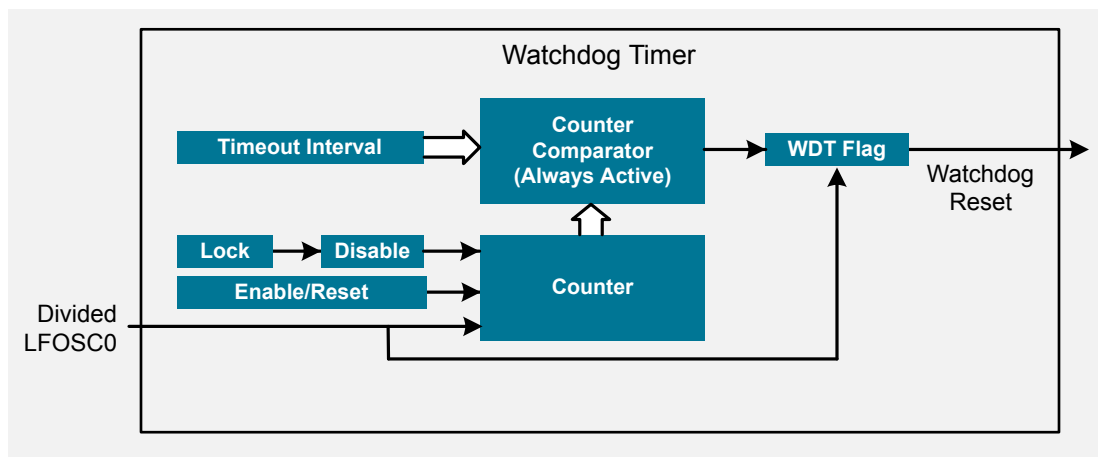 Watchdog Timer
Timeout Interval
Counter
Comparator
(Always Active)
WDT Flag
Watchdog
Reset
Lock
Disable
Enable/Reset
Counter
Divided
LFOSC0